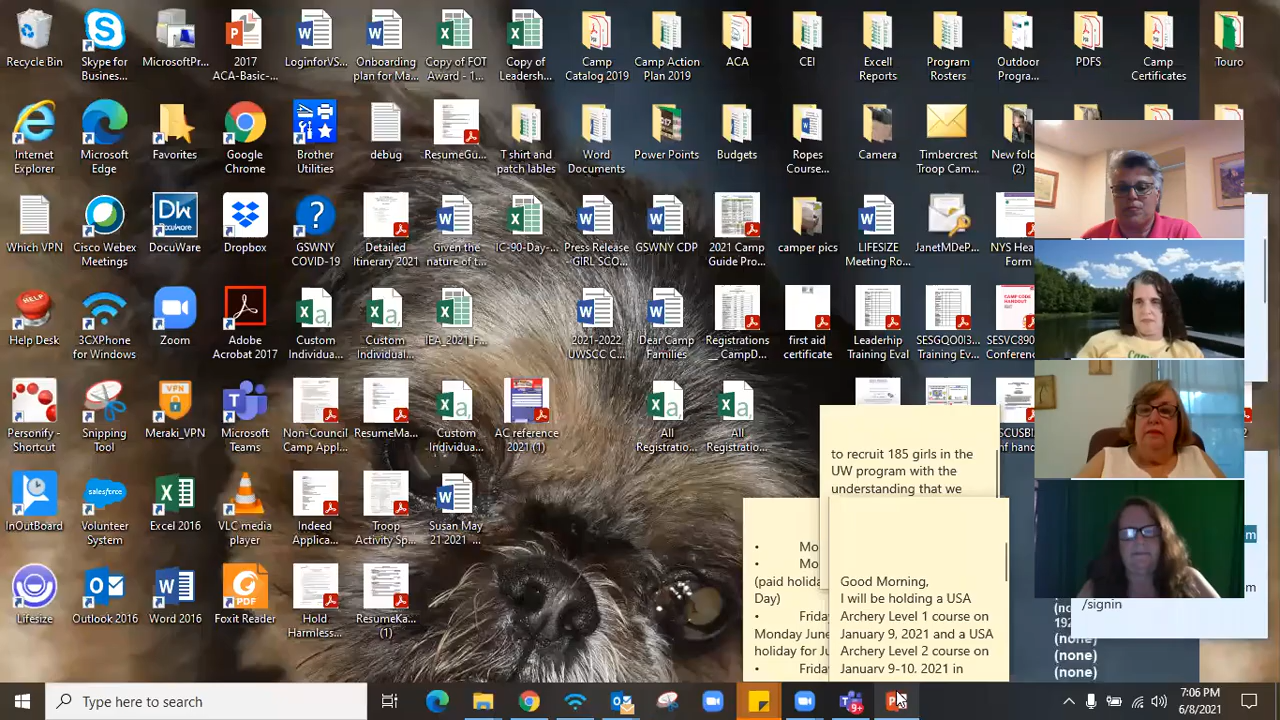 Recycle Bin
Skype for
Busines...
MicrosoftPr...
2017
ACA-Basic-...
LoginforVS...
Onboarding
plan for Ma...
Copy of FOT
Award - 1...
Copy of
Leadersh...
Camp
Catalog 2019
Camp Action
Plan 2019
ACA
CEI
Excell
Reports
Program
Rosters
Outdoor
Progra...
PDFS
Camp
Certificates
Touro
Internet
Explorer
Microsoft
Edge
Favorites
Google
Chrome
Brother
Utilities
debug
ResumeGu...
T shirt and
patch lables
Word
Documents
Power Points
Budgets
Ropes
Course...
Camera
Timbercrest
Troop Cam...
New fold
(2)
Which VPN
Cisco Webex
Meetings
DocuWare
Dropbox
GSWNY
COVID-19
Detailed
Itinerary 2021
Given the
nature of t...
IC-90-Day-...
Press Release
- GIRL SCO...
GSWNY CDP
2021 Camp
Guide Pro...
camper pics
LIFESIZE
Meeting Ro...
JanetMDeP...
NYS Hea
Form
Help Desk
3CXPhone
for Windows
Zoom
Adobe
Acrobat 2017
Custom
Individua...
Custom
Individual...
IEA_2021_F...
2021-2022
UWSCC C...
Dear Camp
Families
Registrations
_ CampD...
first aid
certificate
Leaderhip
Training Eval
SESGQO0I3...
Training Ev...
SESVC890
Conference
Personify -
Shortcut
Snipping
Tool
Meraki_VPN
Microsoft
Teams
Non-Council
Camp Appl...
ResumeMa...
Custom
Individua...
AC reference
2021 (1)
All
Registratio...
All
Registratio...
InOutBoard
Volunteer
System
Excel 2016
VLC media
player
Indeed
Applica...
Troop
Activity Sp...
Susan May
21 2021 -...
Lifesize
Outlook 2016
Word 2016
Foxit Reader
Hold
Harmless...
ResumeKa...
(1)
to recruit 185 girls in the
UW program with the
understanding that we
• Mo
• Mo
(paid holida
Day)
• Frida
Monday June
holiday for Ju
• Frida
Good Morning,
I will be holding a USA
Archery Level 1 course on
January 9, 2021 and a USA
Archery Level 2 course on
January 9-10, 2021 in
/signin
(none)
(none)
Type here to search
7:06 PM
6/8/2021